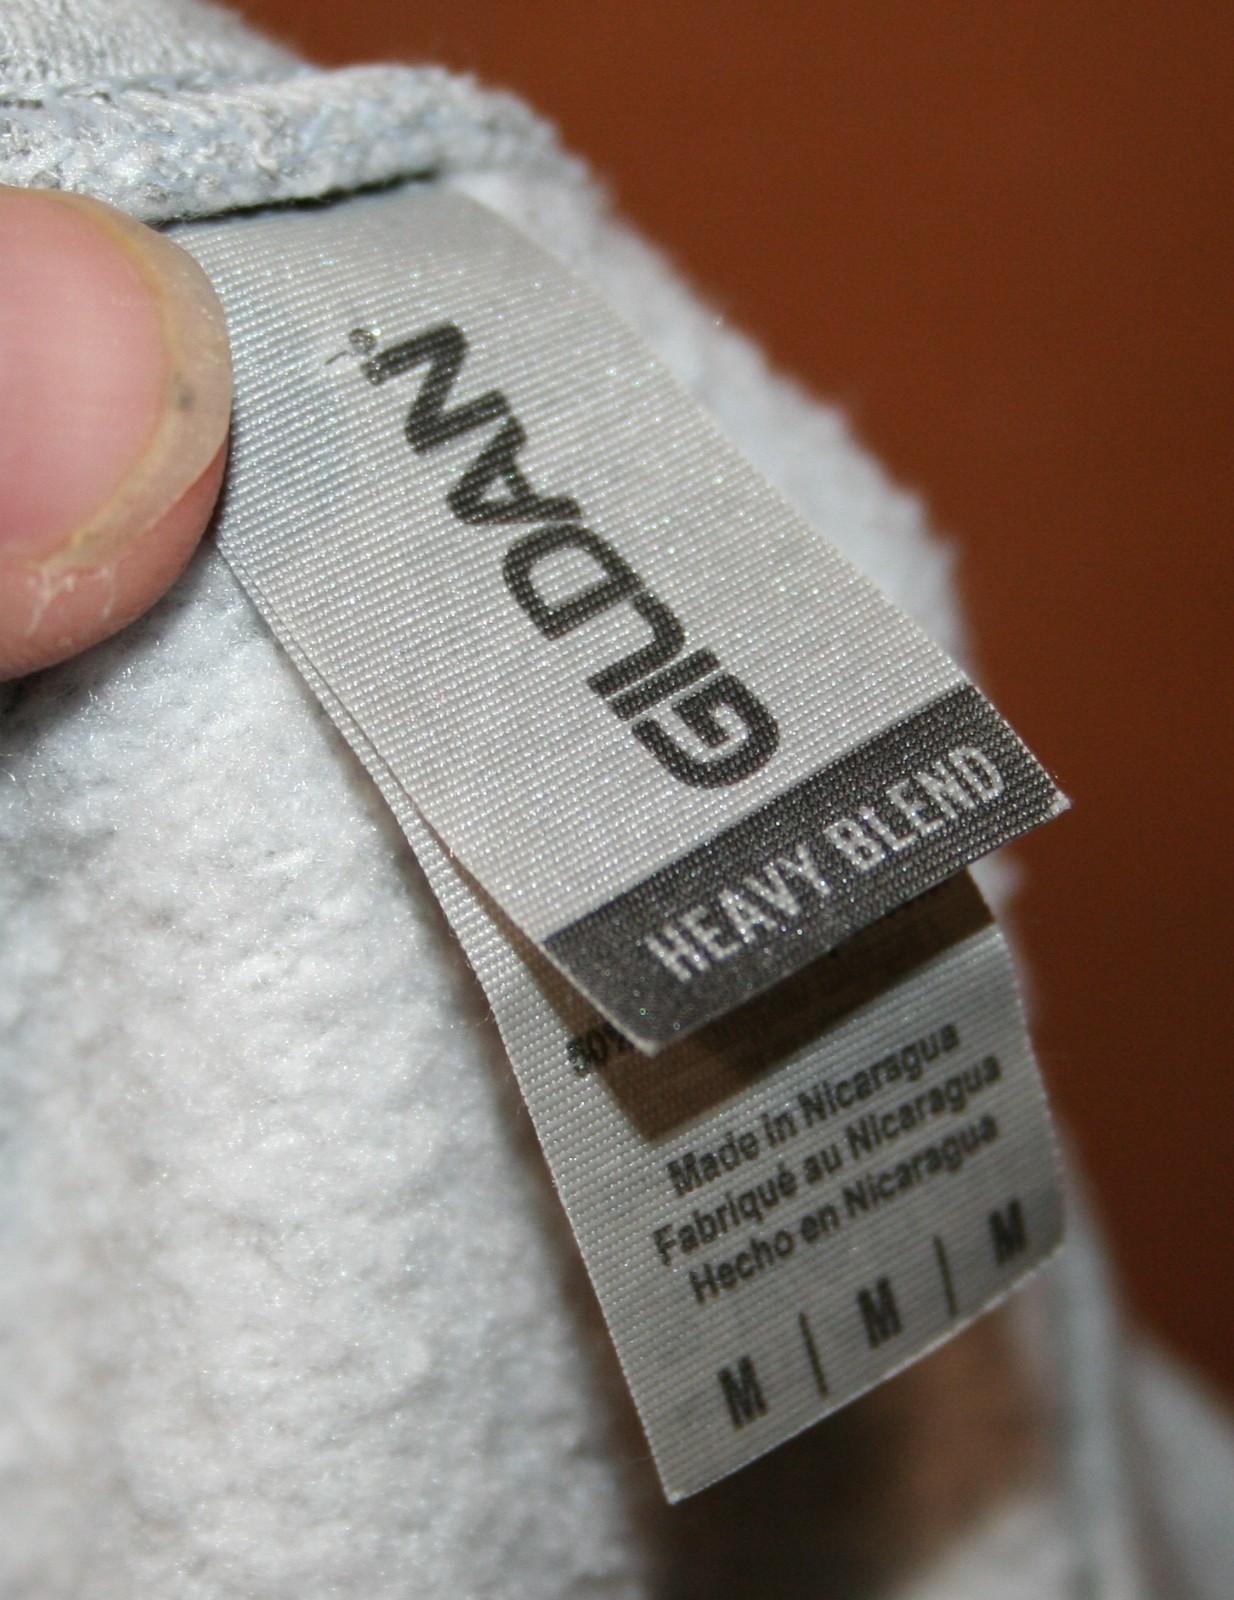 GILDAN
HEAVY BLEND
Made in Nicaragua
Fabriqué au Nicaragua
Hecho en Nicaragua
M | M | M